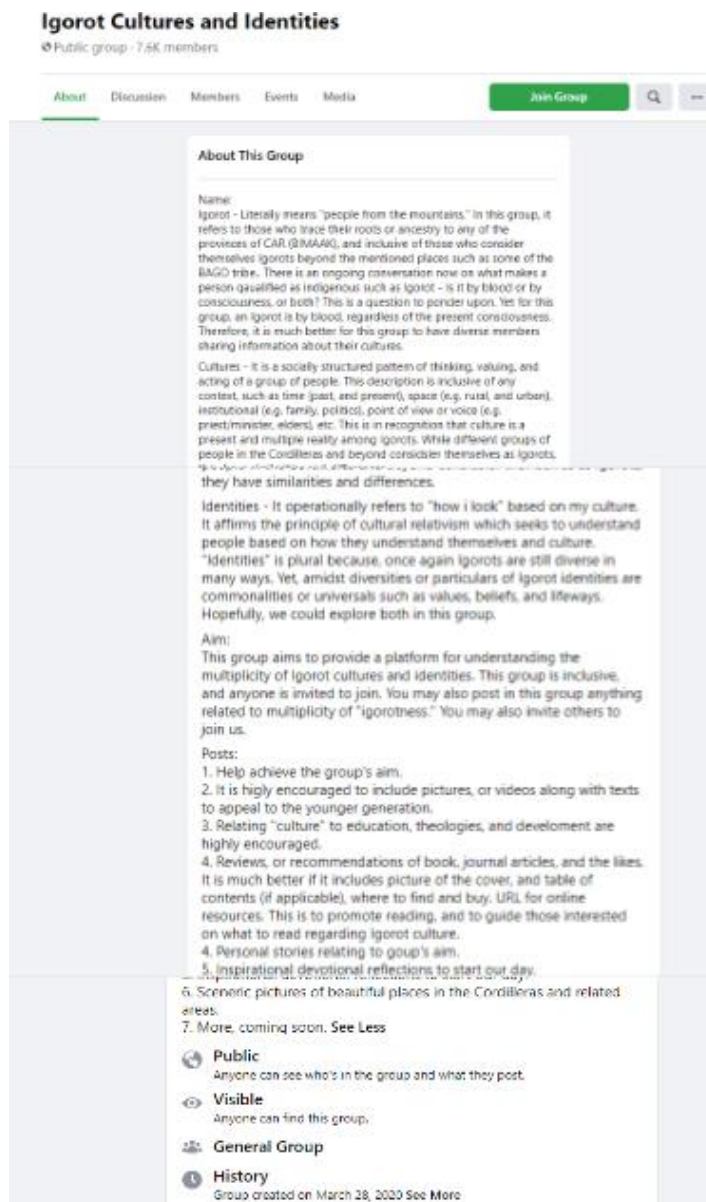 Igorot Cultures and Identities
Public group · 7.6K members
About Discussion Members Events Media Join Group
About This Group
Name:
Igorot - Literally means "people from the mountains." In this group, it
refers to those who trace their roots or ancestry to any of the
provinces of CAR (BIMAAK), and inclusive of those who consider
themselves Igorots beyond the mentioned places such as some of the
BAGO tribe. There is an ongoing conversation now on what makes a
person qaualified as indigenous such as Igorot - is it by blood or by
consciousness, or both? This is a question to ponder upon. Yet for this
group, an Igorot is by blood, regardless of the present consciousness.
Therefore, it is much better for this group to have diverse members
sharing information about their cultures.
Cultures - It is a socially structured pattern of thinking, valuing, and
acting of a group of people. This description is inclusive of any
context, such as time (past, and present), space (e.g. rural, and urban),
institutional (e.g. family, politics), point of view or voice (e.g.
priest/minister, elders), etc. This is in recognition that culture is a
present and multiple reality among Igorots. While different groups of
people in the Cordilleras and beyond considsier themselves as Igorots,
they have similarities and differences.
Identities - It operationally refers to "how i look" based on my culture.
It affirms the principle of cultural relativism which seeks to understand
people based on how they understand themselves and culture.
"Identities" is plural because, once again Igorots are still diverse in
many ways. Yet, amidst diversities or particulars of Igorot identities are
commonalities or universals such as values, beliefs, and lifeways.
Hopefully, we could explore both in this group.
Aim:
This group aims to provide a platform for understanding the
multiplicity of Igorot cultures and identities. This group is inclusive,
and anyone is invited to join. You may also post in this group anything
related to multiplicity of "igorotness." You may also invite others to
join us.
Posts:
1. Help achieve the group's aim.
2. It is higly encouraged to include pictures, or videos along with texts
to appeal to the younger generation.
3. Relating "culture" to education, theologies, and develoment are
highly encouraged.
4. Reviews, or recommendations of book, journal articles, and the likes.
It is much better if it includes picture of the cover, and table of
contents (if applicable), where to find and buy. URL for online
resources. This is to promote reading, and to guide those interested
on what to read regarding Igorot culture.
4. Personal stories relating to goup's aim.
5. Inspirational devotional reflections to start our day.
6. Sceneric pictures of beautiful places in the Cordilleras and related
areas.
7. More, coming soon. See Less
Public
Anyone can see who's in the group and what they post.
Visible
Anyone can find this group.
General Group
History
Group created on March 28, 2020 See More